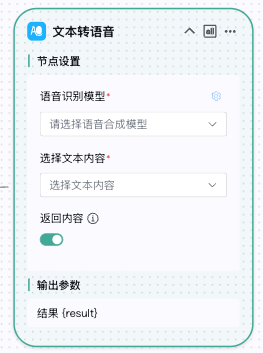 文本转语音
节点设置
语音识别模型*
请选择语音合成模型
选择文本内容*
选择文本内容
返回内容
输出参数
结果 {result}